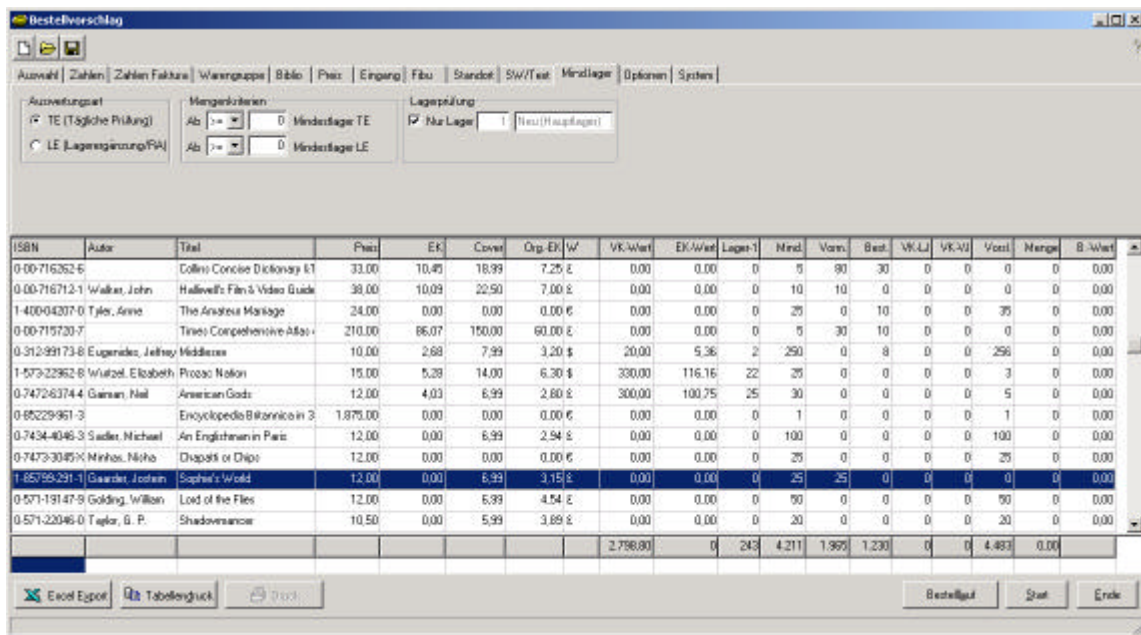 Bestellvorschlag
Auswahl Zahlen Zahlen Faktura Warengruppe Biblio Preis Eingang Fibu Standort SW/Text Mindlager Optionen System
Auswertungsart Mengenkriterien Lagerprüfung
TE (Tägliche Prüfung) Ab >= 0 Mindestlager TE Nur Lager 1 Neu (Hauptlager)
LE (Lagerergänzung/RA) Ab >= 0 Mindestlager LE
ISBN Autor Titel Preis EK Cover Org.-EK W VK-Wert EK-Wert Lager-1 Mind. Vorm. Best. VK-LJ VK-VJ Vorsl. Menge B.-Wert
0-00-716262-6 Collins Concise Dictionary 33,00 10,45 18,99 7,25 £ 0,00 0,00 0 5 80 30 0 0 0 0 0,00
0-00-716712-1 Walker, John Halliwell's Film & Video Guide 38,00 10,09 22,50 7,00 £ 0,00 0,00 0 10 10 0 0 0 0 0 0,00
1-400-04207-0 Tyler, Anne The Amateur Marriage 24,00 0,00 0,00 € 0,00 0,00 0 25 0 10 0 0 35 0 0,00
0-00-715720-7 Times Comprehensive Atlas 210,00 86,07 150,00 60,00 £ 0,00 0,00 0 5 30 10 0 0 0 0 0,00
0-312-99173-8 Eugenides, Jeffrey Middlesex 10,00 2,68 7,99 3,20 $ 20,00 5,36 2 250 0 8 0 0 256 0 0,00
1-573-22962-8 Wurtzel, Elizabeth Prozac Nation 15,00 5,28 14,00 6,30 $ 330,00 116,16 22 25 0 0 0 0 3 0 0,00
0-7472-6374-4 Gaiman, Neil American Gods 12,00 4,03 6,99 2,80 £ 300,00 100,75 25 30 0 0 0 0 5 0 0,00
0-85229-961-3 Encyclopedia Britannica in 3 1.875,00 0,00 0,00 0,00 € 0,00 0,00 0 1 0 0 0 0 1 0 0,00
0-7434-4046-3 Sadler, Michael An Englishman in Paris 12,00 0,00 6,99 2,94 £ 0,00 0,00 0 100 0 0 0 0 100 0 0,00
0-7473-3045-X Minhas, Nisha Chapatti or Chips 12,00 0,00 0,00 € 0,00 0,00 0 25 0 0 0 0 25 0 0,00
1-85799-291-1 Gaarder, Jostein Sophie's World 12,00 0,00 6,99 3,15 £ 0,00 0,00 0 25 25 0 0 0 0 0 0,00
0-571-19147-9 Golding, William Lord of the Flies 12,00 0,00 6,99 4,54 £ 0,00 0,00 0 50 0 0 0 0 50 0 0,00
0-571-22046-0 Taylor, G. P. Shadowmancer 10,50 0,00 5,99 3,89 £ 0,00 0,00 0 20 0 0 0 0 20 0 0,00
2.798,80 0 243 4.211 1.965 1.230 0 0 4.483 0.00
Excel Export Tabellendruck Druck Bestelllauf Start Ende